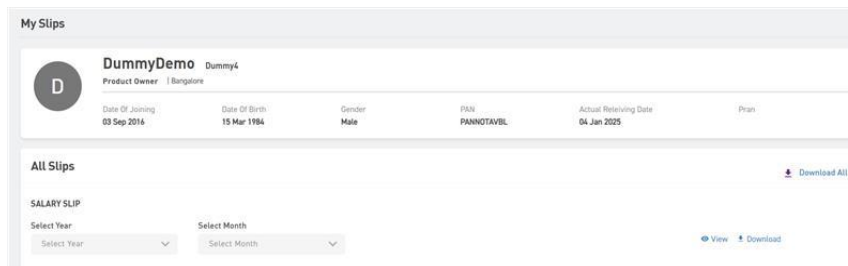 My Slips
D
DummyDemo Dummy4
Product Owner | Bangalore
Date Of Joining Date Of Birth Gender PAN Actual Releiving Date Pran
03 Sep 2016 15 Mar 1984 Male PANNOTAVBL 04 Jan 2025
All Slips
Download All
SALARY SLIP
Select Year Select Month
Select Year Select Month View Download